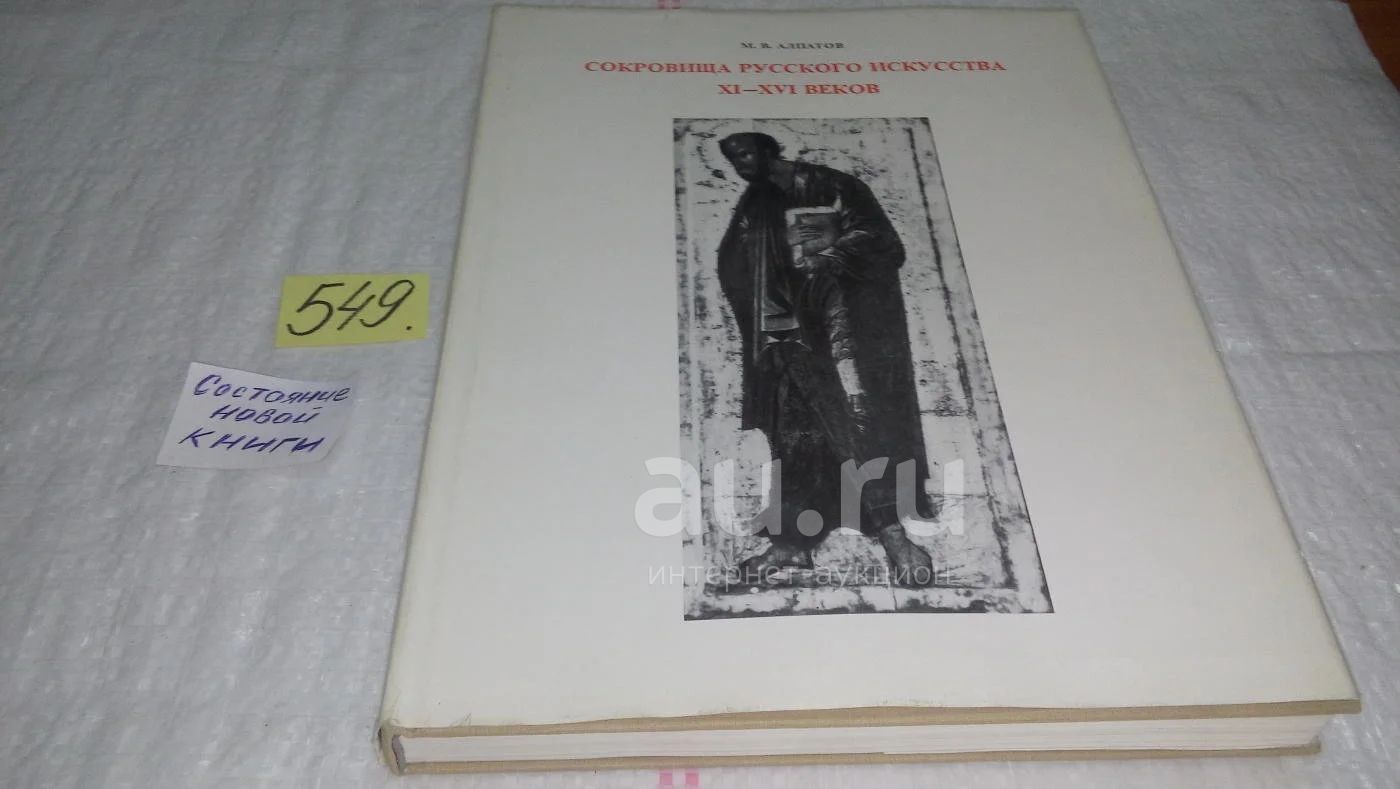 М. В. АЛПАТОВ
СОКРОВИЩА РУССКОГО ИСКУССТВА
XI—XVI ВЕКОВ
549.
Состояние
новой
книги
au.ru
интернет-аукцион